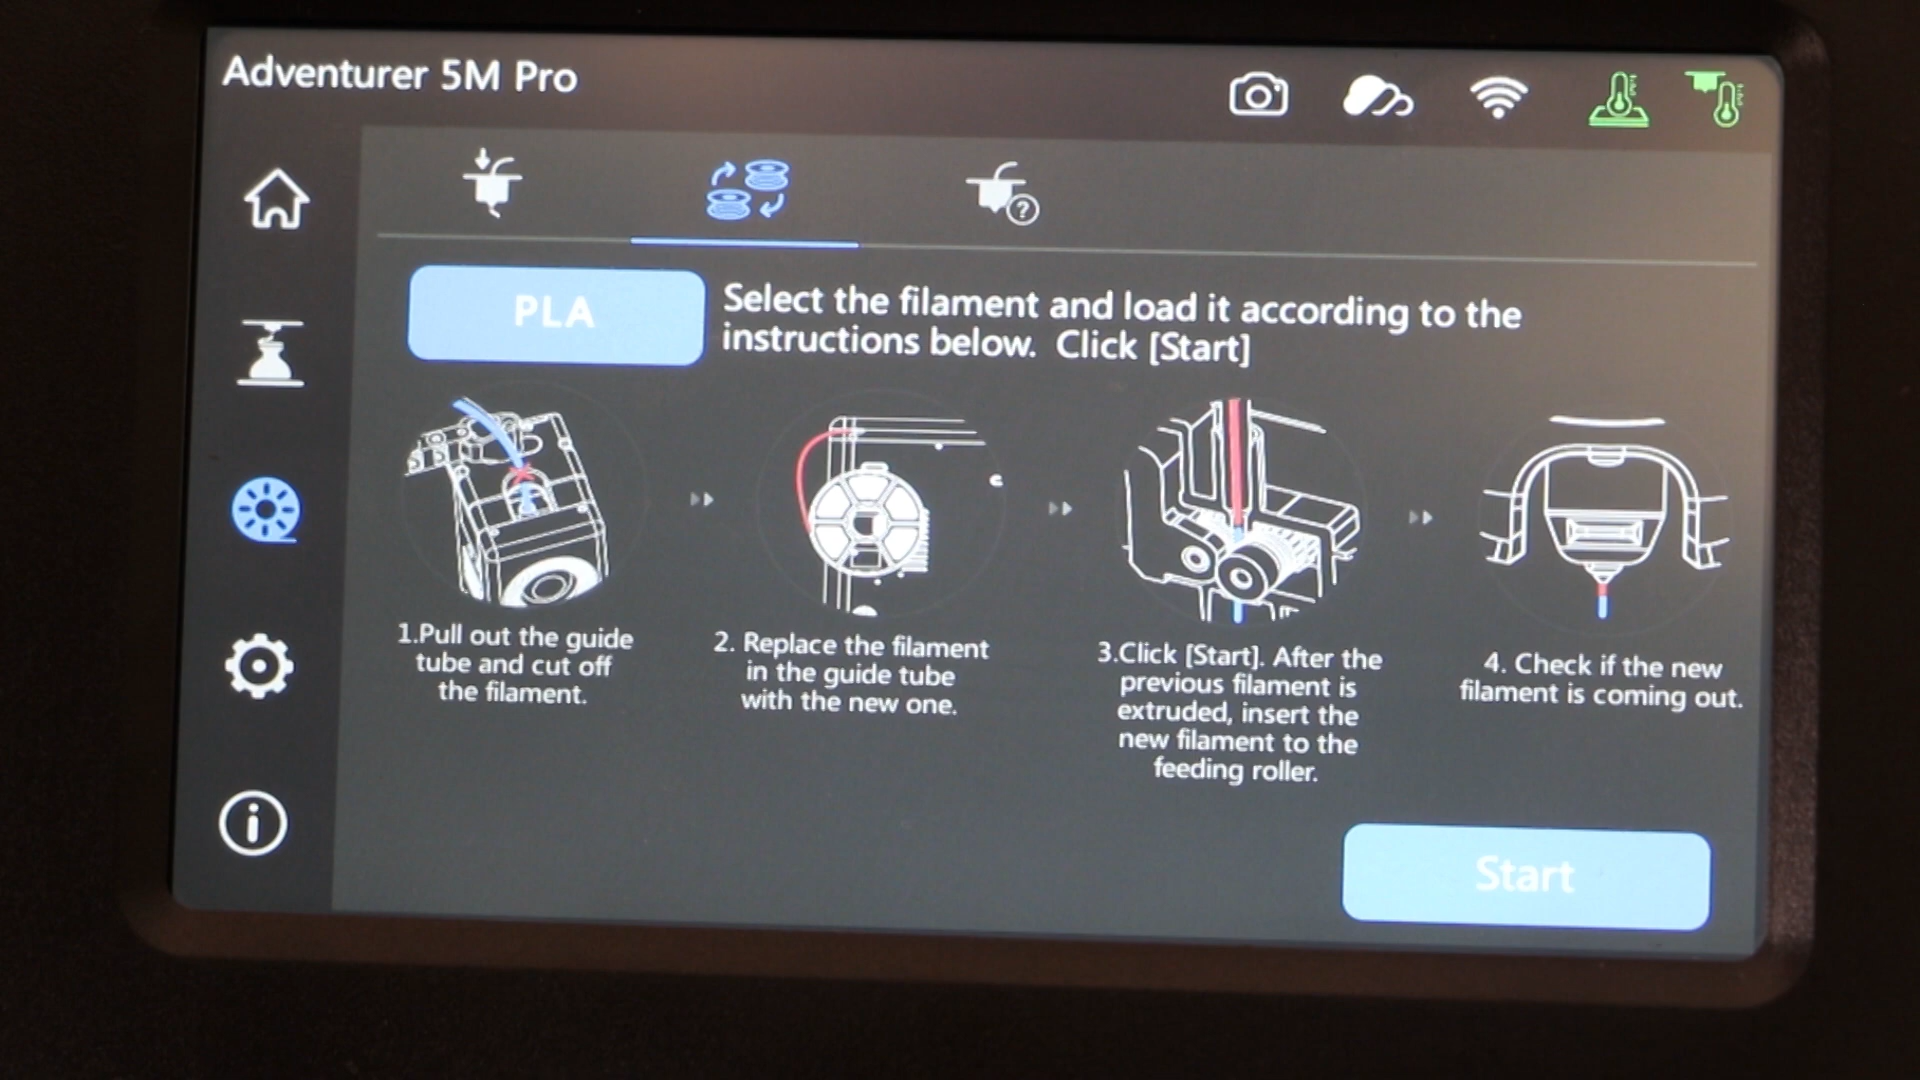 Adventurer 5M Pro
PLA
Select the filament and load it according to the
instructions below. Click [Start]
1.Pull out the guide
tube and cut off
the filament.
2. Replace the filament
in the guide tube
with the new one.
3.Click [Start]. After the
previous filament is
extruded, insert the
new filament to the
feeding roller.
4. Check if the new
filament is coming out.
Start